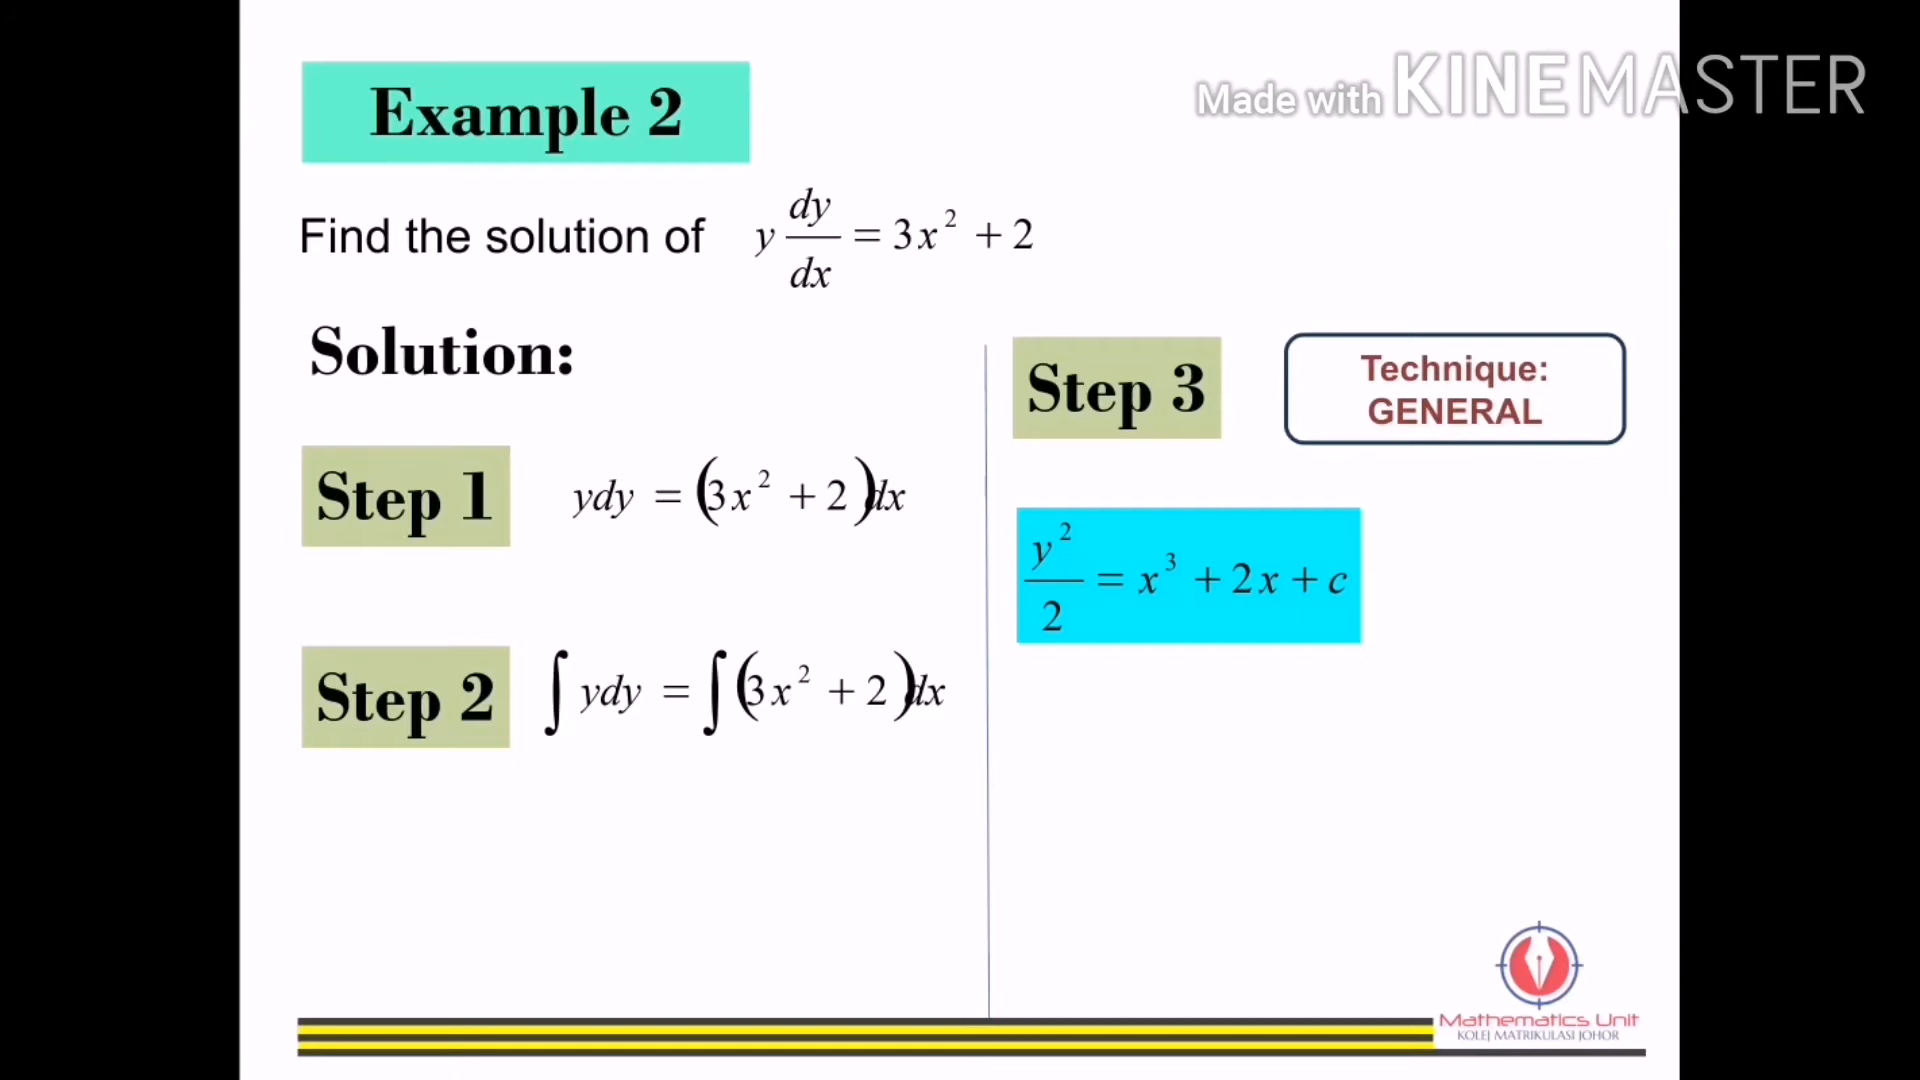 Made with KINEMASTER
Example 2
Find the solution of y dy/dx = 3x² + 2
Solution:
Step 1 ydy = (3x² + 2)dx
Step 2 ∫ydy = ∫(3x² + 2)dx
Step 3
Technique:
GENERAL
y²/2 = x³ + 2x + c
Mathematics Unit
KOLEJ MATRIKULASI JOHOR